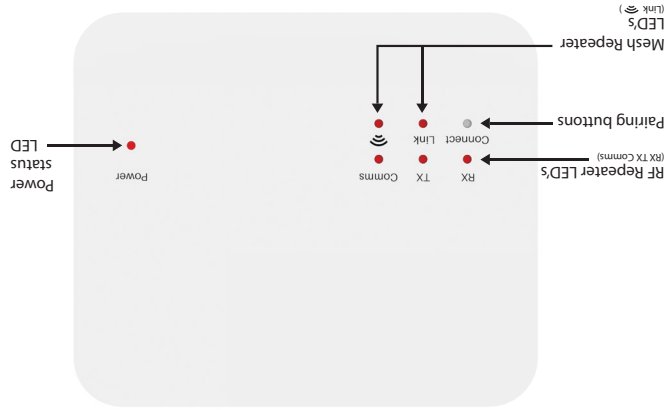 RF Repeater LED's
(RX TX Comms)
Pairing buttons
Mesh Repeater
LED's
(Link )
RX TX Comms
Connect Link
Power
Power
status
LED